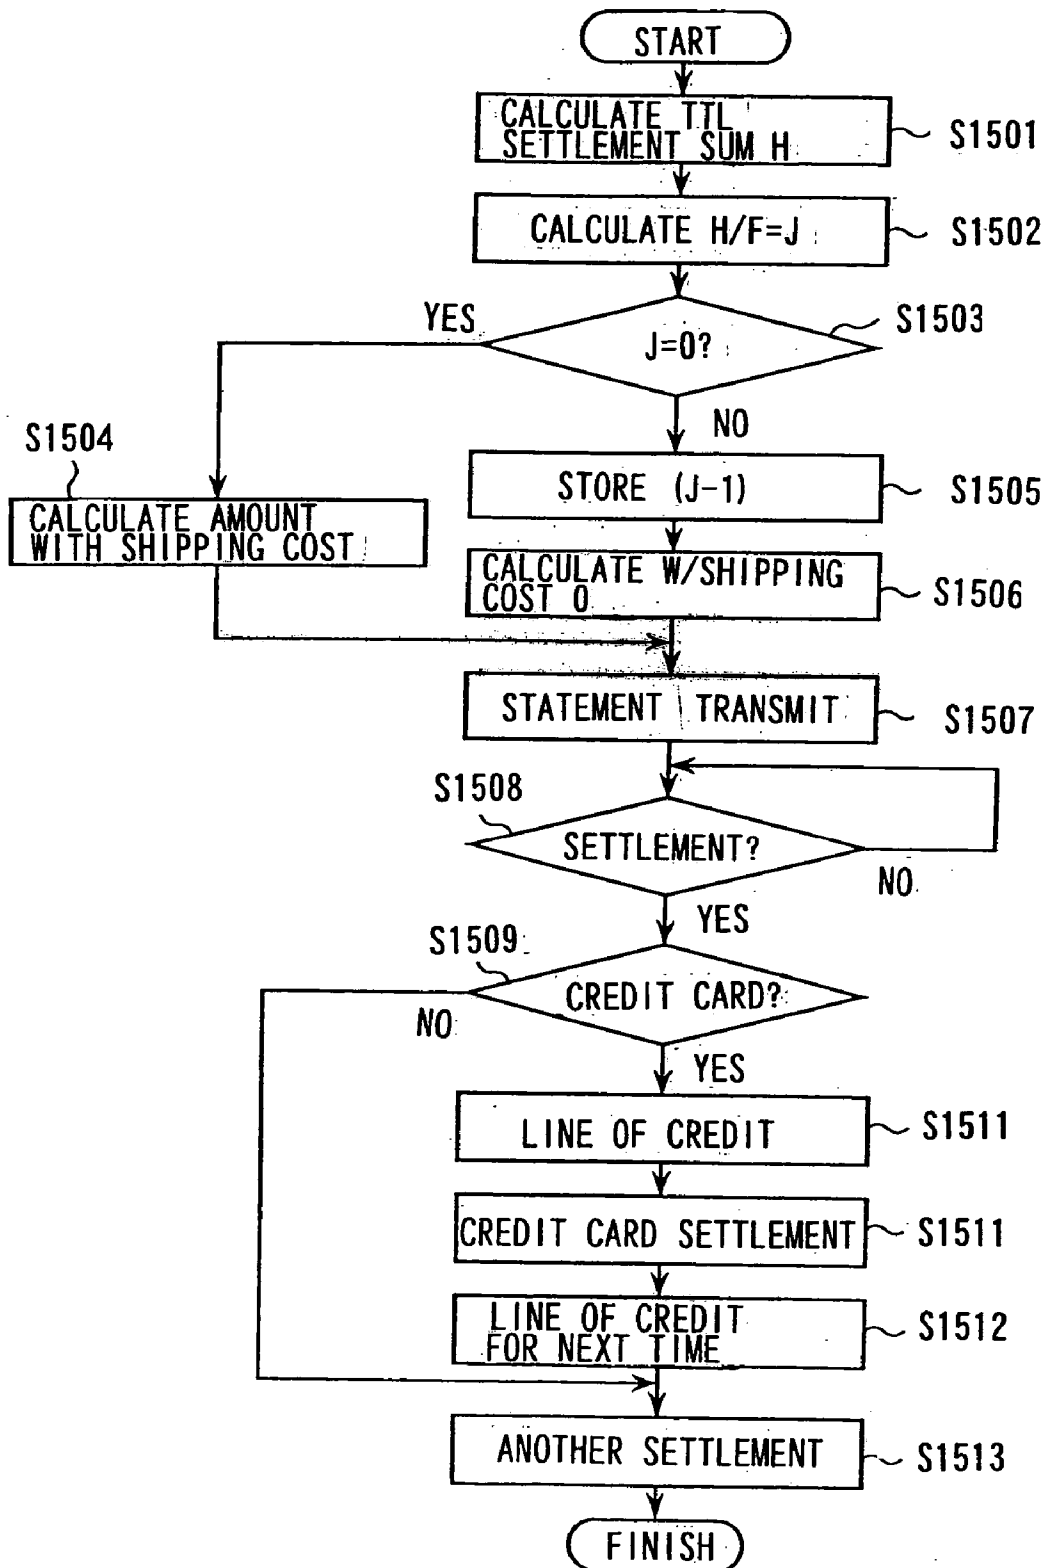 START
CALCULATE TTL
SETTLEMENT SUM H
S1501
CALCULATE H/F=J
S1502
YES
J=0?
S1503
NO
S1504
CALCULATE AMOUNT
WITH SHIPPING COST
STORE (J-1)
S1505
CALCULATE W/SHIPPING
COST 0
S1506
STATEMENT TRANSMIT
S1507
S1508
SETTLEMENT?
NO
YES
S1509
CREDIT CARD?
NO
YES
LINE OF CREDIT
S1511
CREDIT CARD SETTLEMENT
S1511
LINE OF CREDIT
FOR NEXT TIME
S1512
ANOTHER SETTLEMENT
S1513
FINISH